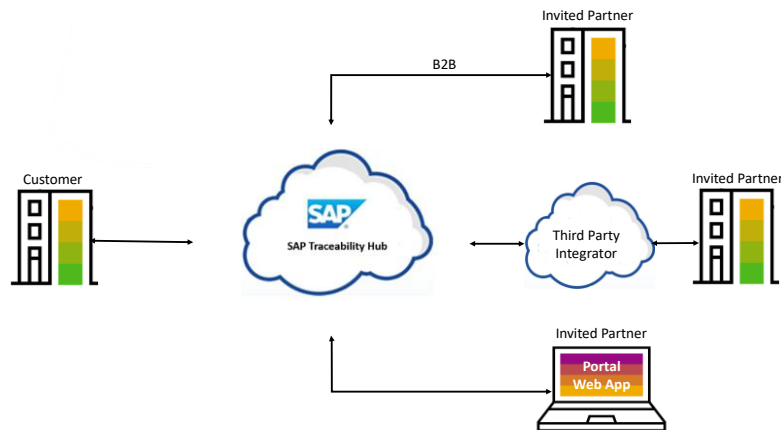 Invited Partner
B2B
Customer
SAP
SAP Traceability Hub
Third Party
Integrator
Invited Partner
Invited Partner
Portal
Web App